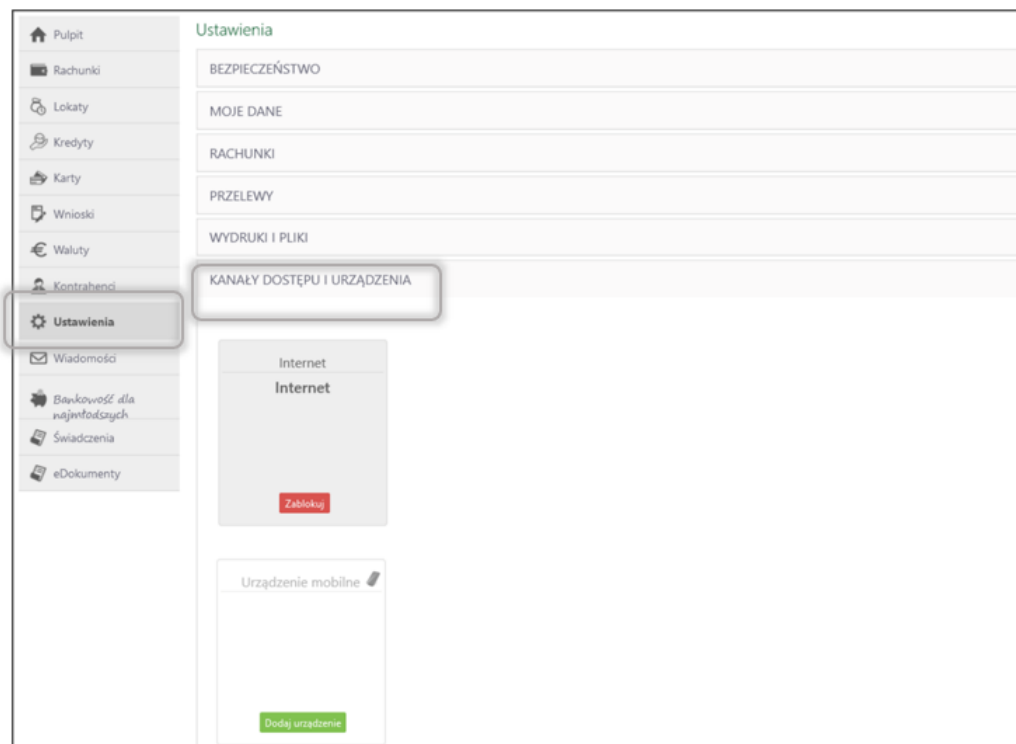 Pulpit
Rachunki
Lokaty
Kredyty
Karty
Wnioski
Waluty
Kontrahenci
Ustawienia
Wiadomości
Bankowość dla
najmłodszych
Świadczenia
eDokumenty
Ustawienia
BEZPIECZEŃSTWO
MOJE DANE
RACHUNKI
PRZELEWY
WYDRUKI I PLIKI
KANAŁY DOSTĘPU I URZĄDZENIA
Internet
Internet
Zablokuj
Urządzenie mobilne
Dodaj urządzenie